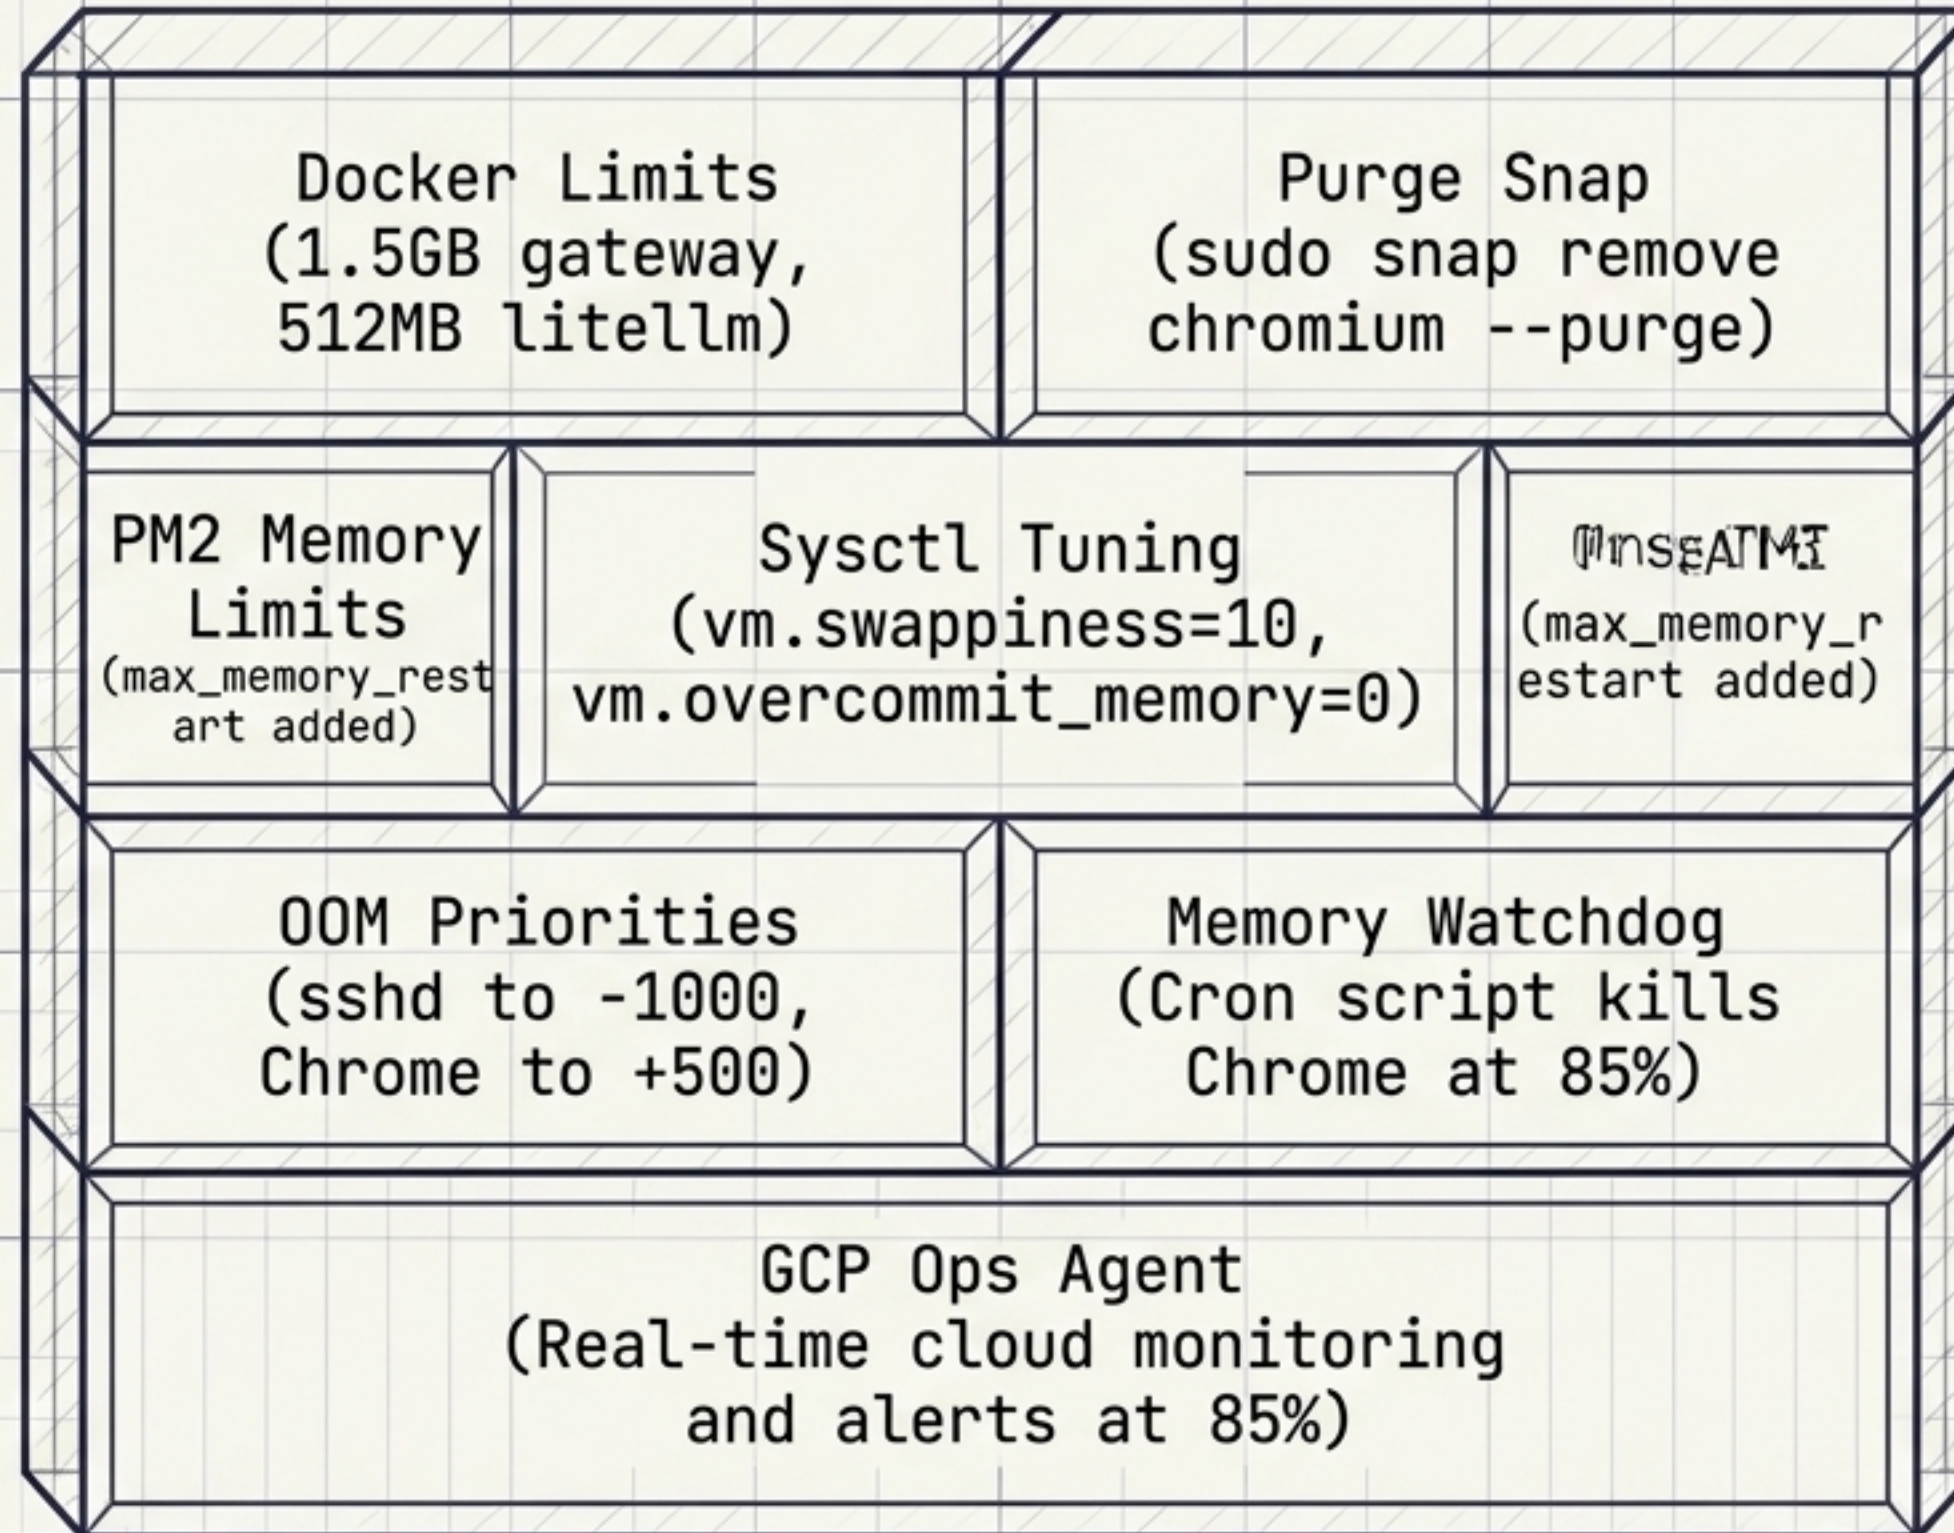 Docker Limits
(1.5GB gateway,
512MB litellm)
Purge Snap
(sudo snap remove
chromium --purge)
PM2 Memory
Limits
(max_memory_rest
art added)
Sysctl Tuning
(vm.swappiness=10,
vm.overcommit_memory=0)
(max_memory_r
estart added)
OOM Priorities
(sshd to -1000,
Chrome to +500)
Memory Watchdog
(Cron script kills
Chrome at 85%)
GCP Ops Agent
(Real-time cloud monitoring
and alerts at 85%)